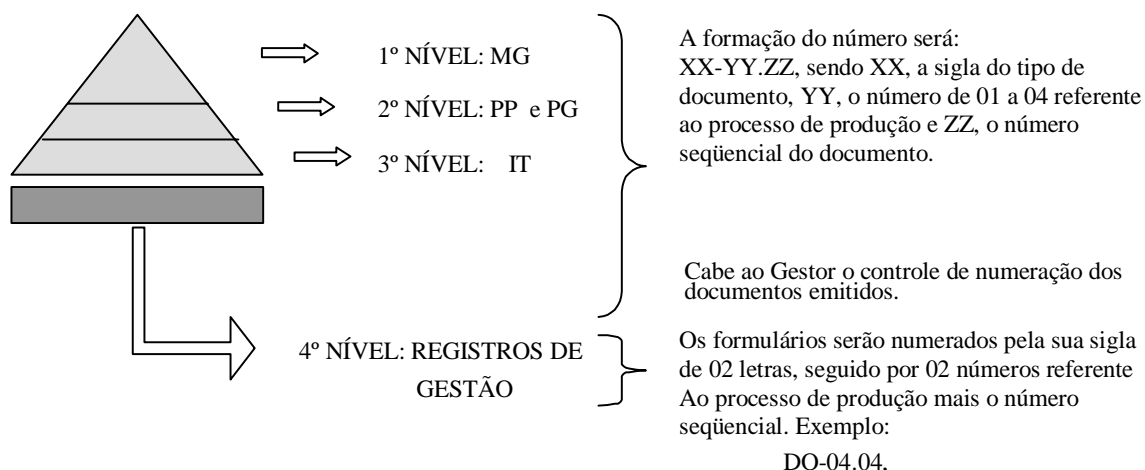 1º NÍVEL: MG
2º NÍVEL: PP e PG
3º NÍVEL: IT
A formação do número será:
XX-YY.ZZ, sendo XX, a sigla do tipo de
documento, YY, o número de 01 a 04 referente
ao processo de produção e ZZ, o número
seqüencial do documento.
Cabe ao Gestor o controle de numeração dos
documentos emitidos.
4º NÍVEL: REGISTROS DE
GESTÃO
Os formulários serão numerados pela sua sigla
de 02 letras, seguido por 02 números referente
Ao processo de produção mais o número
seqüencial. Exemplo:
DO-04.04,